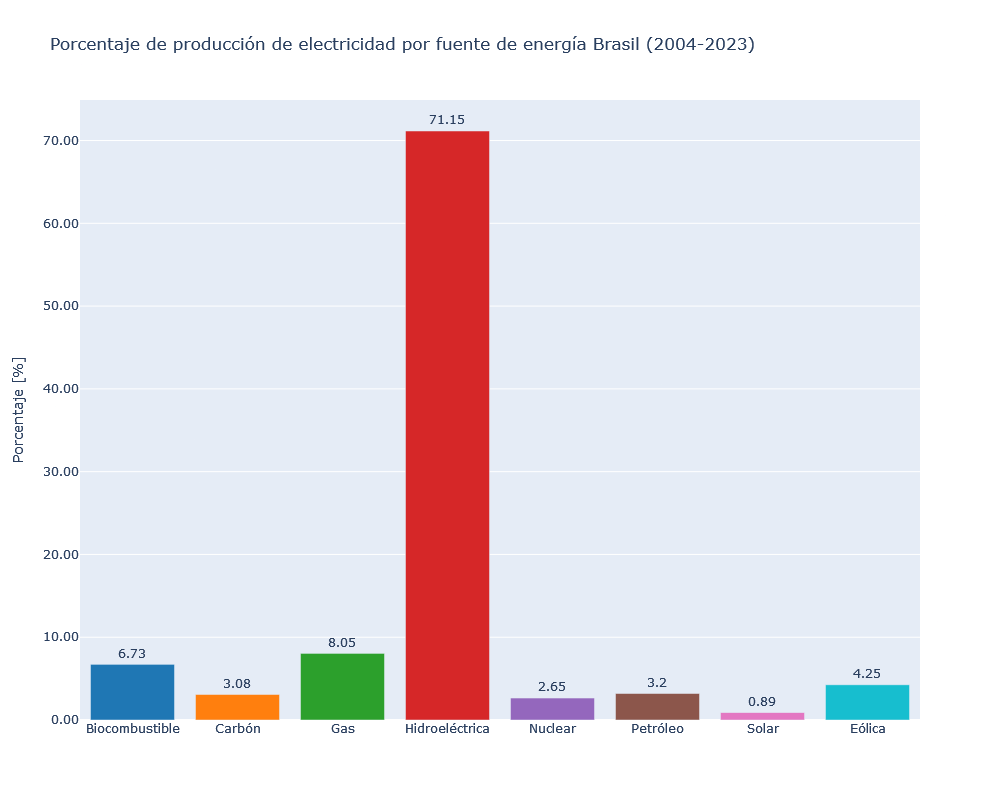 Porcentaje de producción de electricidad por fuente de energía Brasil (2004-2023)
Porcentaje [%]
70.00
60.00
50.00
40.00
30.00
20.00
10.00
0.00
6.73
3.08
8.05
71.15
2.65
3.2
0.89
4.25
Biocombustible
Carbón
Gas
Hidroeléctrica
Nuclear
Petróleo
Solar
Eólica